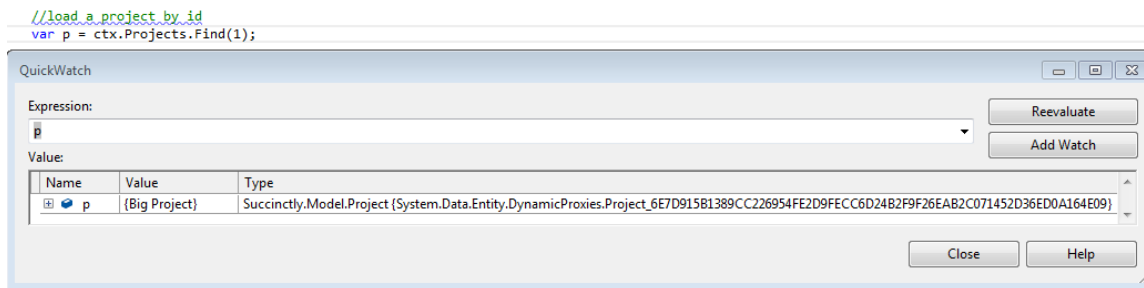 //load a project by id
var p = ctx.Projects.Find(1);
QuickWatch
Expression:
Reevaluate
p
Add Watch
Value:
Name Value Type
p {Big Project} Succinctly.Model.Project {System.Data.Entity.DynamicProxies.Project_6E7D915B1389CC226954FE2D9FECC6D24B2F9F26EAB2C071452D36ED0A164E09}
Close Help